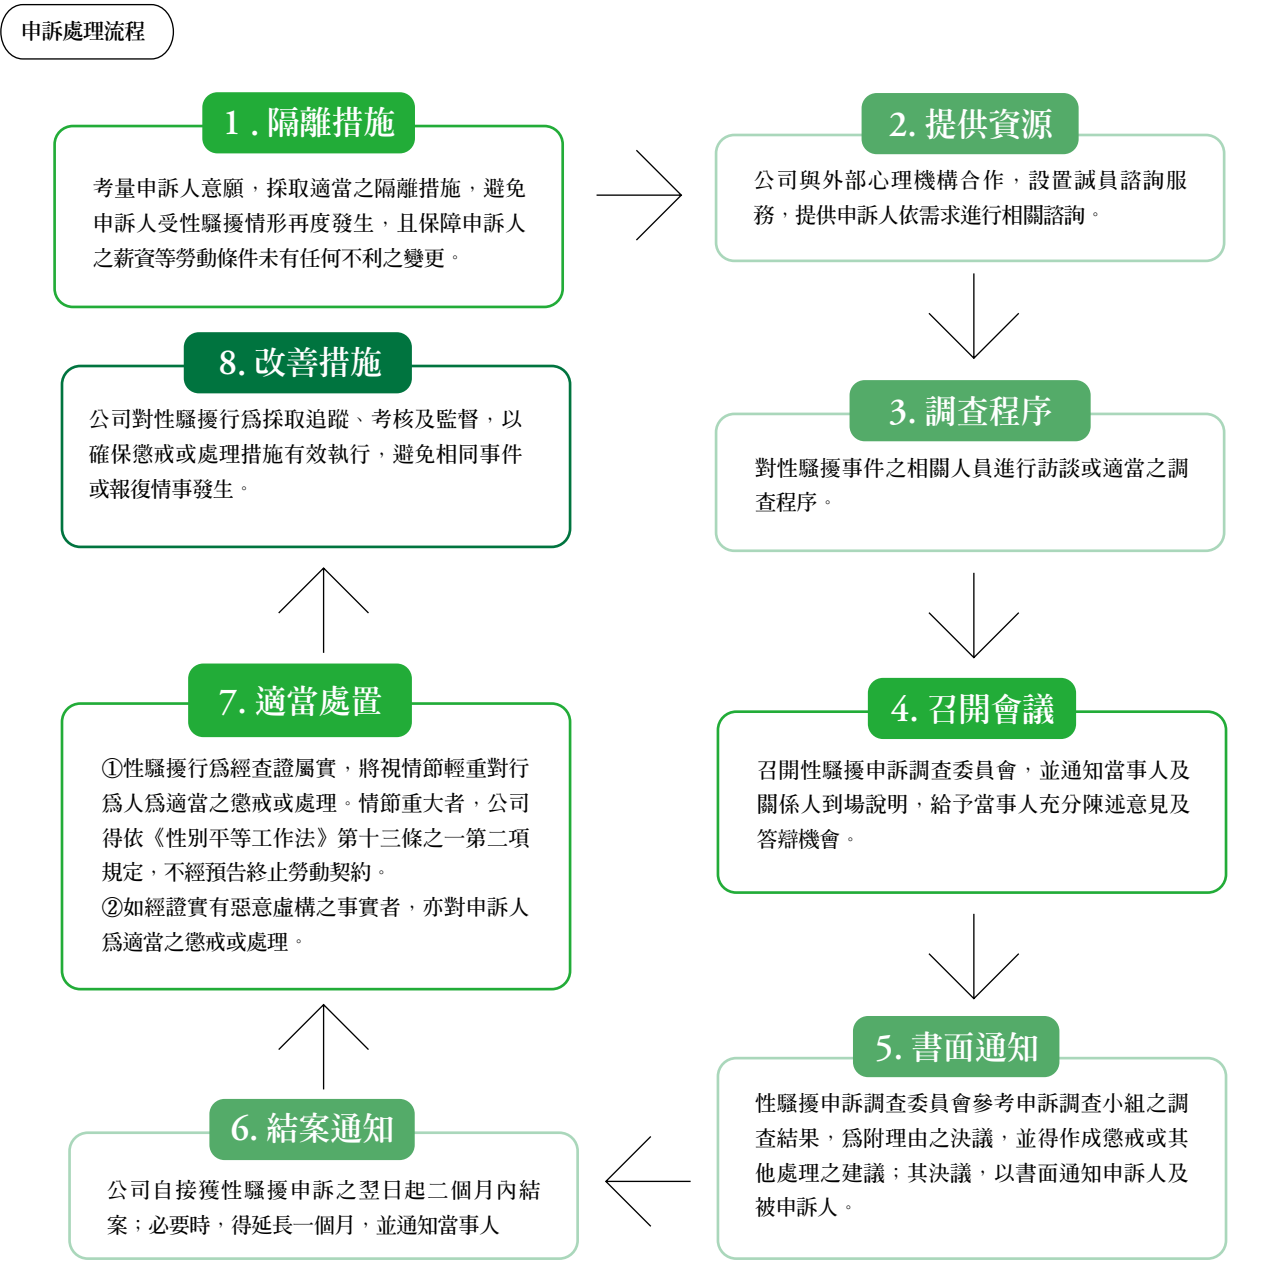 申訴處理流程
1 . 隔離措施
考量申訴人意願，採取適當之隔離措施，避免
申訴人受性騷擾情形再度發生，且保障申訴人
之薪資等勞動條件未有任何不利之變更。
2. 提供資源
公司與外部心理機構合作，設置誠員諮詢服
務，提供申訴人依需求進行相關諮詢。
3. 調查程序
對性騷擾事件之相關人員進行訪談或適當之調
查程序。
4. 召開會議
召開性騷擾申訴調查委員會，並通知當事人及
關係人到場說明，給予當事人充分陳述意見及
答辯機會。
5. 書面通知
性騷擾申訴調查委員會參考申訴調查小組之調
查結果，爲附理由之決議，並得作成懲戒或其
他處理之建議；其決議，以書面通知申訴人及
被申訴人。
6. 結案通知
公司自接獲性騷擾申訴之翌日起二個月內結
案；必要時，得延長一個月，並通知當事人
7. 適當處置
①性騷擾行爲經查證屬實，將視情節輕重對行
爲人爲適當之懲戒或處理。情節重大者，公司
得依《性別平等工作法》第十三條之一第二項
規定，不經預告終止勞動契約。
②如經證實有惡意虛構之事實者，亦對申訴人
爲適當之懲戒或處理。
8. 改善措施
公司對性騷擾行爲採取追蹤、考核及監督，以
確保懲戒或處理措施有效執行，避免相同事件
或報復情事發生。